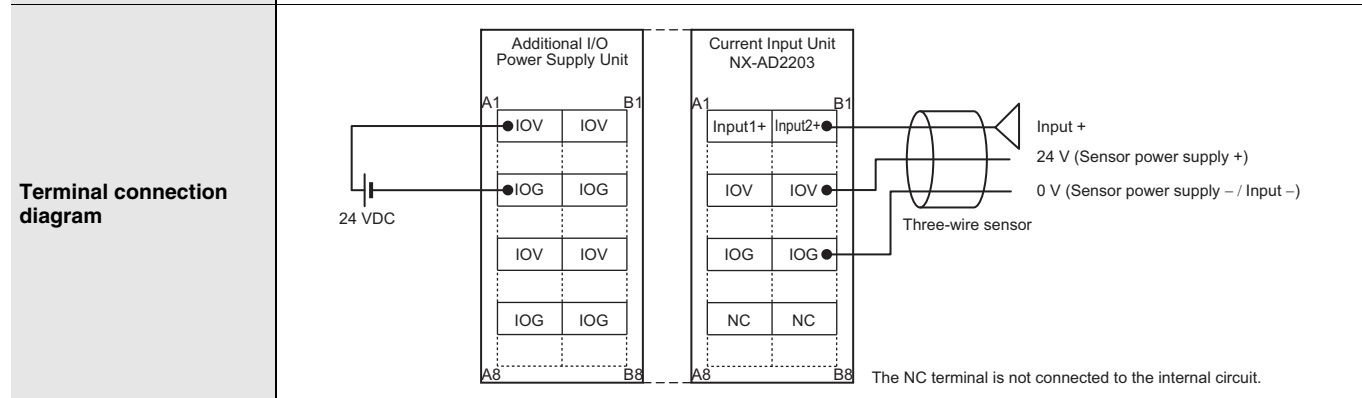 Terminal connection
diagram
Additional I/O
Power Supply Unit
A1 B1
IOV IOV
IOG IOG
IOV IOV
IOG IOG
A8 B8
24 VDC
Current Input Unit
NX-AD2203
A1 B1
Input1+ Input2+
IOV IOV
IOG IOG
NC NC
A8 B8
Input +
24 V (Sensor power supply +)
0 V (Sensor power supply − / Input −)
Three-wire sensor
The NC terminal is not connected to the internal circuit.